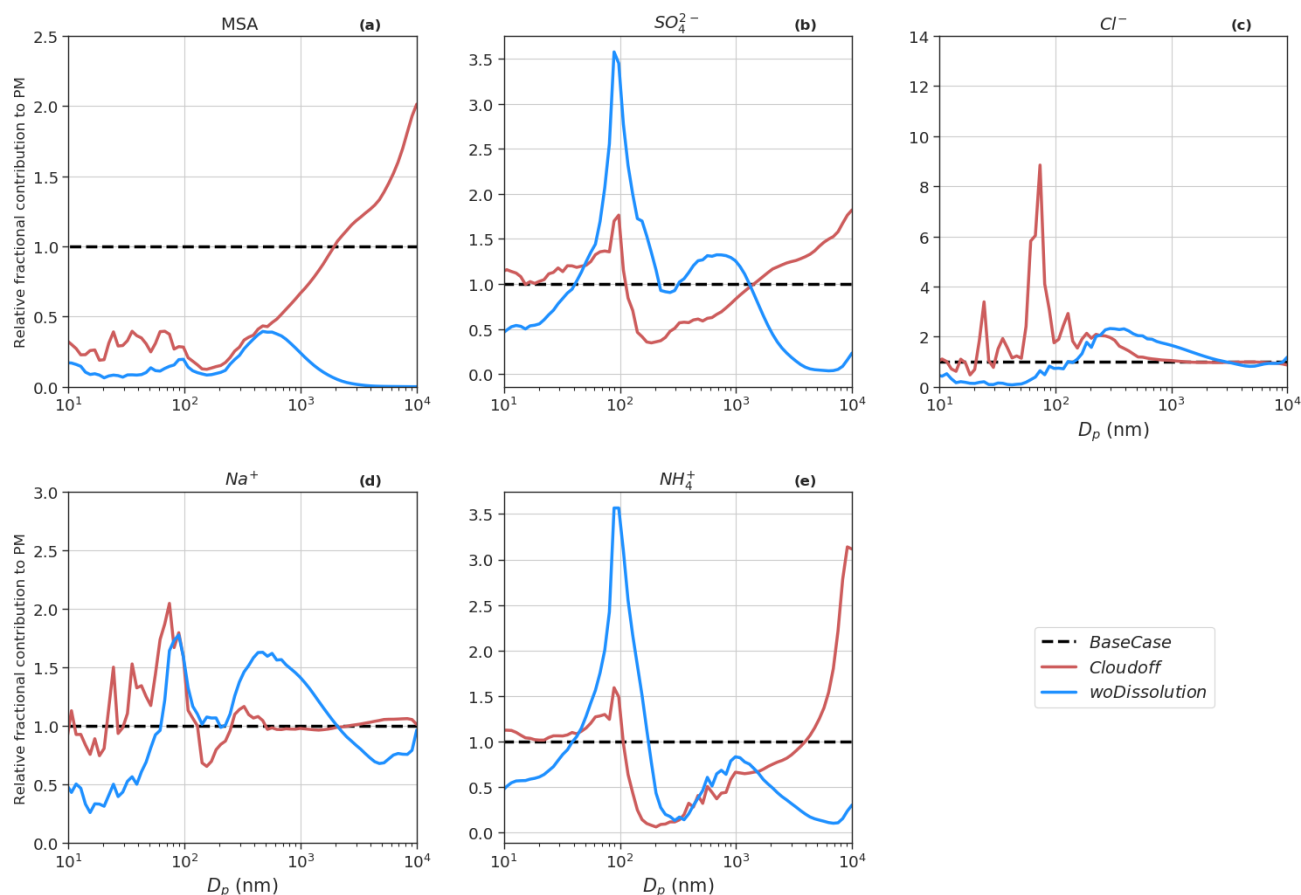 MSA (a)
SO₄²⁻ (b)
Cl⁻ (c)
Relative fractional contribution to PM
2.5
2.0
1.5
1.0
0.5
0.0
3.5
3.0
2.5
2.0
1.5
1.0
0.5
0.0
14
12
10
8
6
4
2
0
10¹ 10² 10³ 10⁴
10¹ 10² 10³ 10⁴
10¹ 10² 10³ 10⁴
Dₚ (nm)
Na⁺ (d)
NH₄⁺ (e)
Relative fractional contribution to PM
3.0
2.5
2.0
1.5
1.0
0.5
0.0
3.5
3.0
2.5
2.0
1.5
1.0
0.5
0.0
10¹ 10² 10³ 10⁴
10¹ 10² 10³ 10⁴
Dₚ (nm)
Dₚ (nm)
BaseCase
Cloudoff
woDissolution